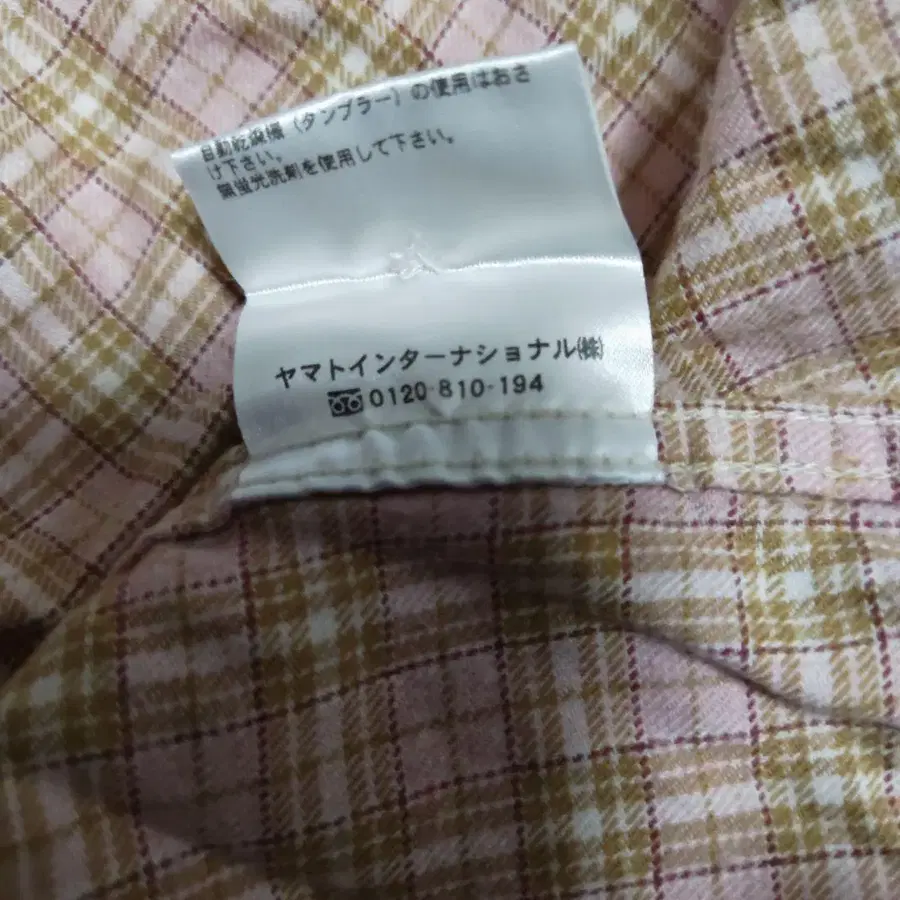 自動乾燥機（タンブラー）の使用はおさ
け下さい。
無蛍光洗剤を使用して下さい。
ヤマトインターナショナル㈱
0120-810-194